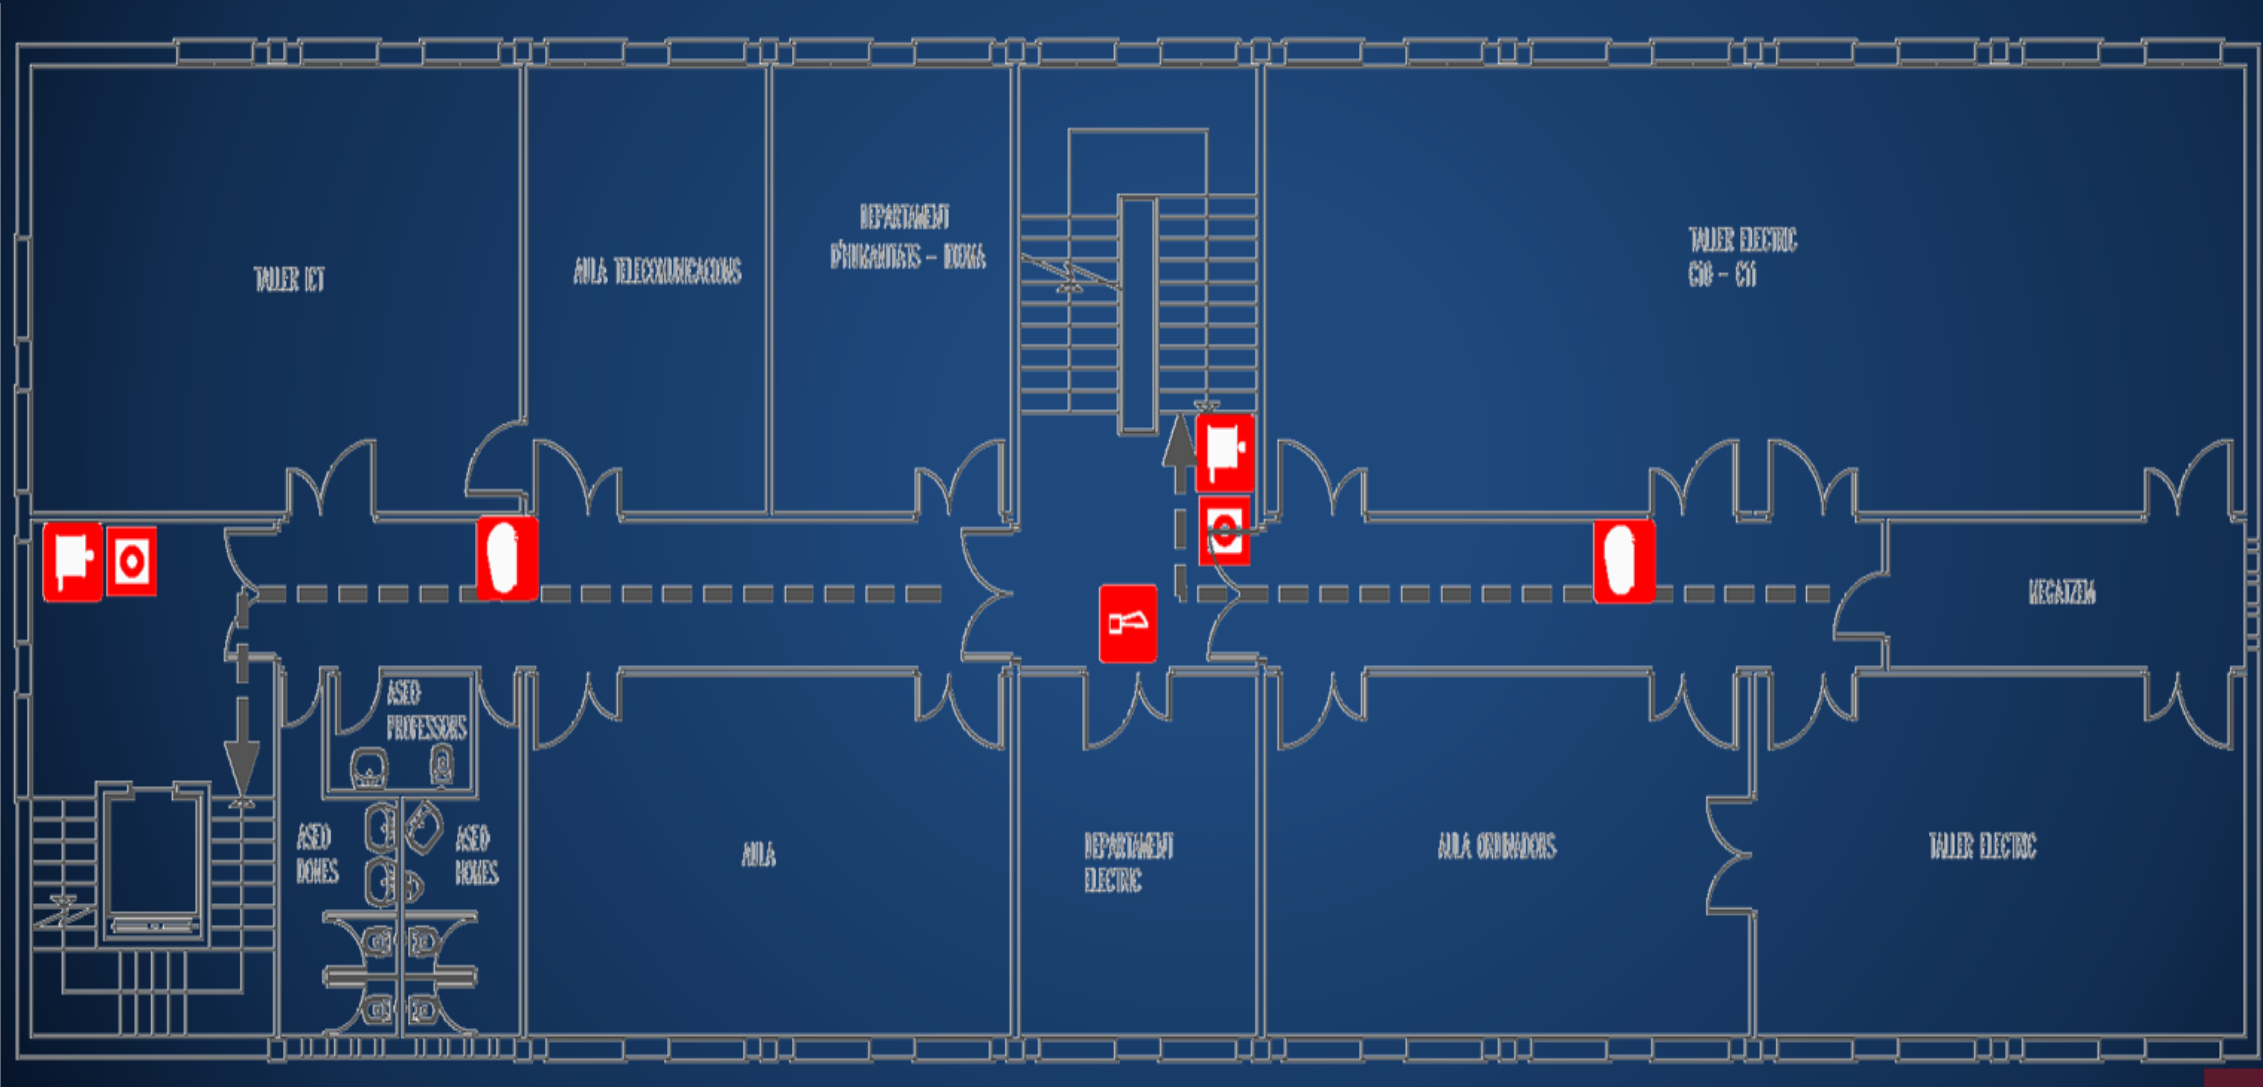 DEPARTAMENT
D'HUMANITATS - IDIOMA
TALLER ELECTRIC
C10 - C11
TALLER ICT
AULA TELECOMUNICACIONS
MEGATZEM
ASEO
PROFESSORS
ASEO
DONES
ASEO
HOMES
AULA
DEPARTAMENT
ELECTRIC
AULA ORDINADORS
TALLER ELECTRIC